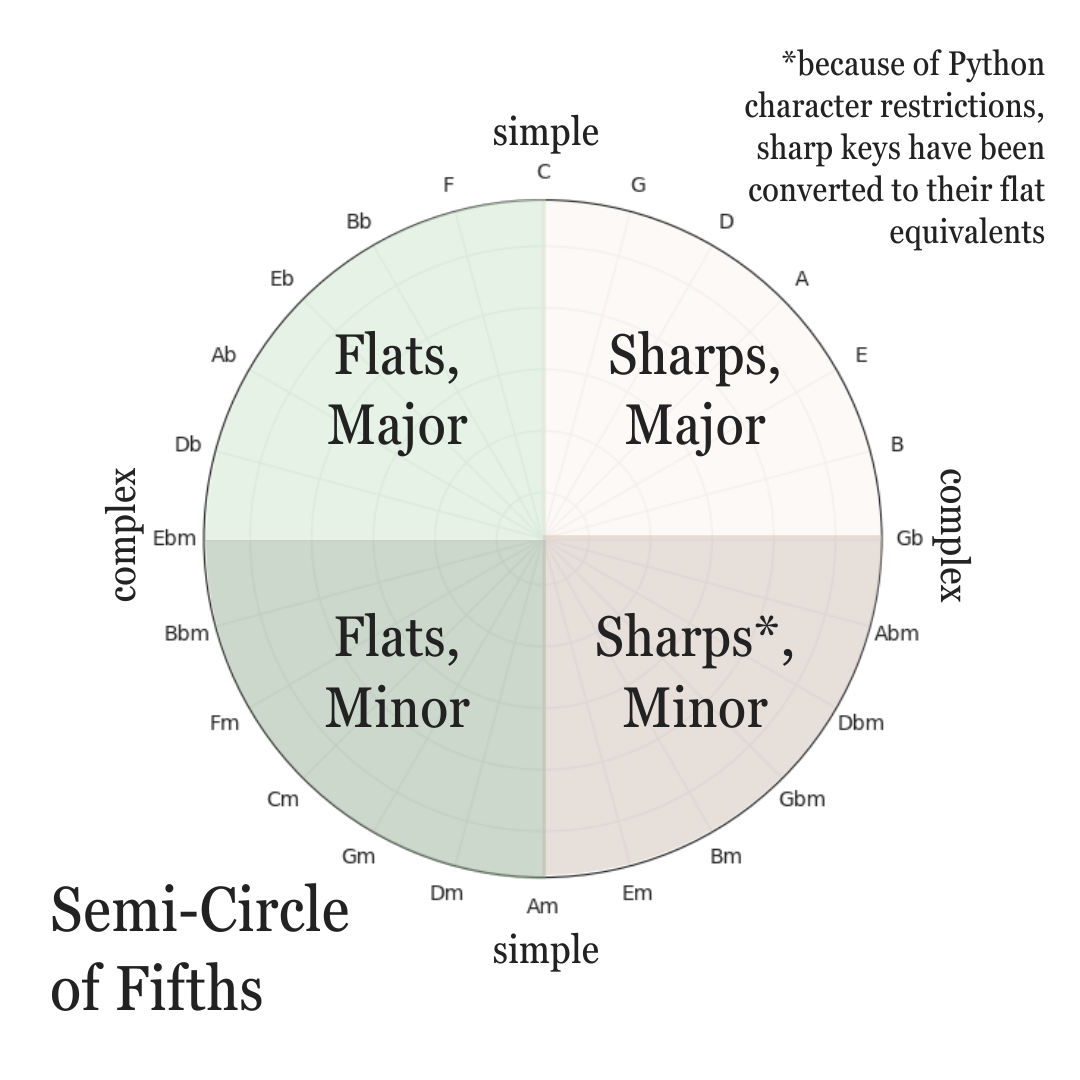 *because of Python
character restrictions,
sharp keys have been
converted to their flat
equivalents
simple
C
F
G
Bb
D
Eb
A
Ab
E
Flats,
Major
Sharps,
Major
Db
B
complex
Ebm
Gb
complex
Bbm
Abm
Flats,
Minor
Sharps*,
Minor
Fm
Dbm
Cm
Gbm
Gm
Bm
Dm
Em
Am
simple
Semi-Circle
of Fifths